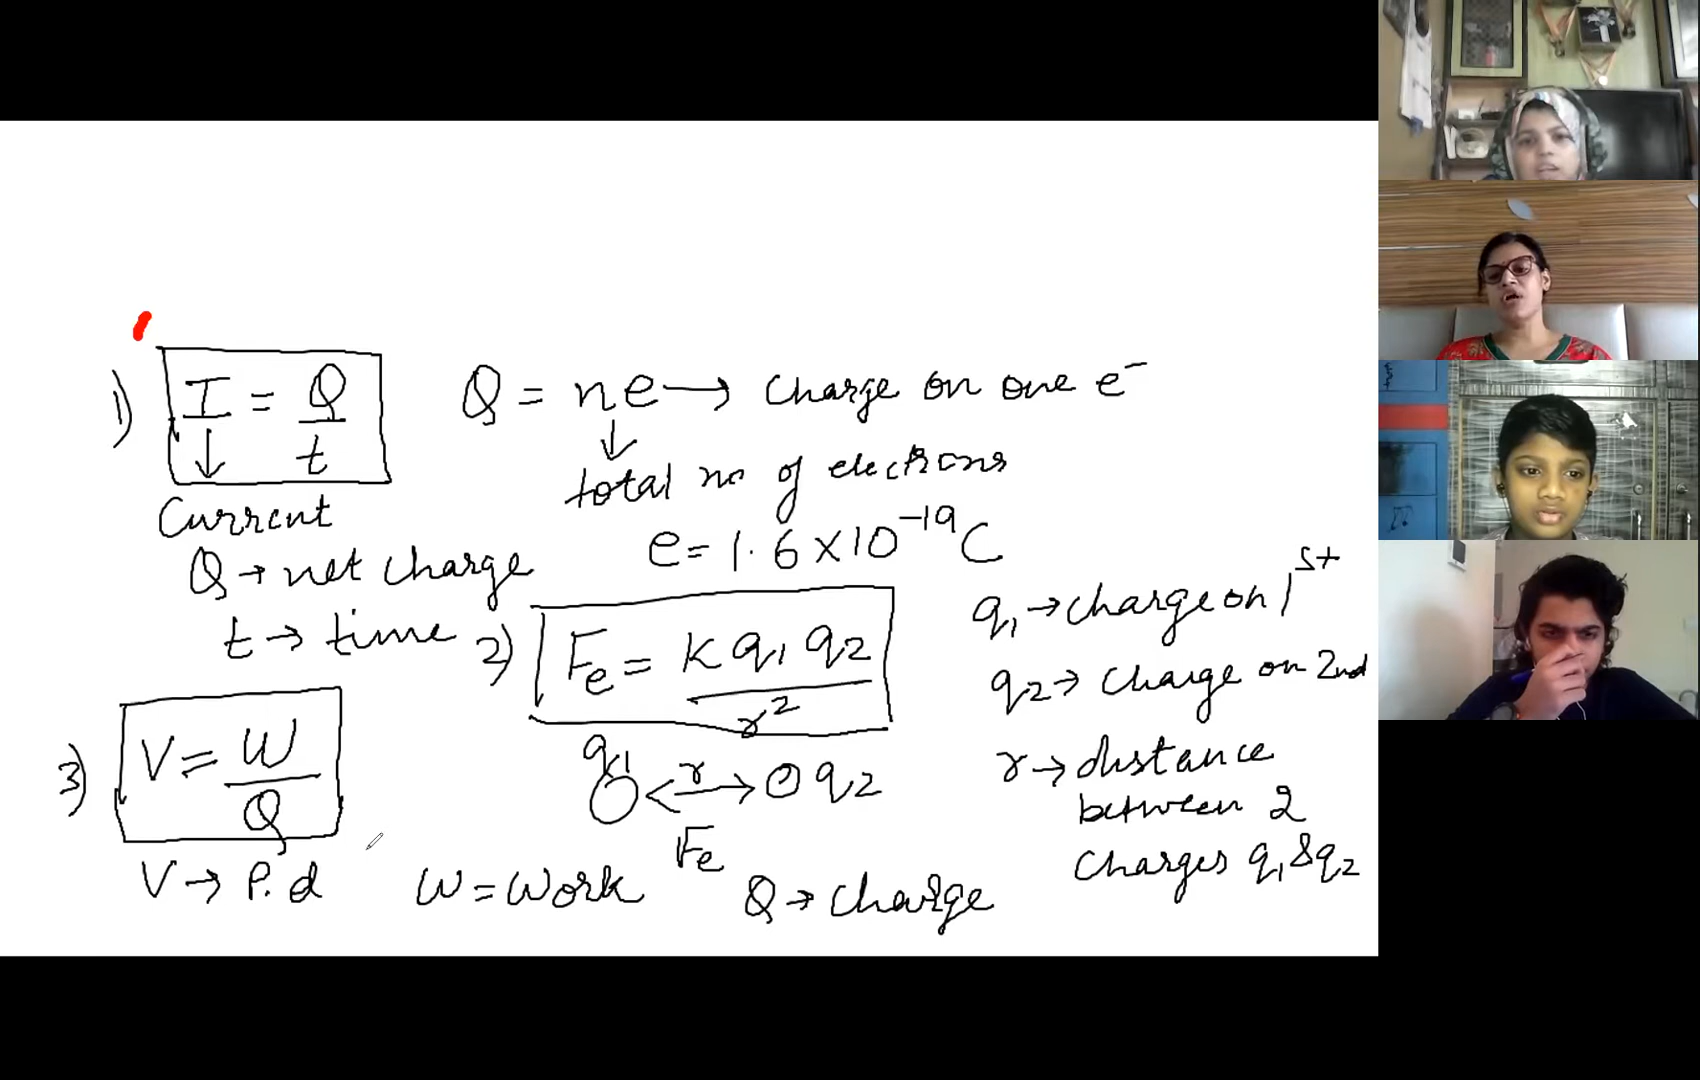 1) I = Q/t
Q = ne → Charge on one e⁻
↓
↓
total no of electrons
Current
e = 1.6 × 10⁻¹⁹ C
Q → net charge
q₁ → charge on 1st
t → time
2) Fe = K q₁ q₂ / r²
q₂ → Charge on 2nd
3) V = W/Q
q₁ ← r → q₂
Fe
r → distance
between 2
Charges q₁ & q₂
V → P.d
W = Work
Q → charge